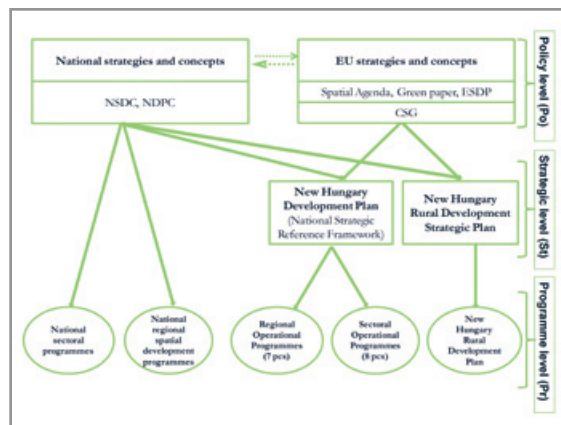 National strategies and concepts
EU strategies and concepts
NSDC, NDPC
Spatial Agenda, Green paper, ESDP
CSG
Policy level (Po)
New Hungary
Development Plan
(National Strategic
Reference Framework)
New Hungary
Rural Development
Strategic Plan
Strategic level (St)
National
sectoral
programmes
National
regional
spatial
development
programmes
Regional
Operational
Programmes
(7 pcs)
Sectoral
Operational
Programmes
(8 pcs)
New
Hungary
Rural
Development
Plan
Programme level (Pr)